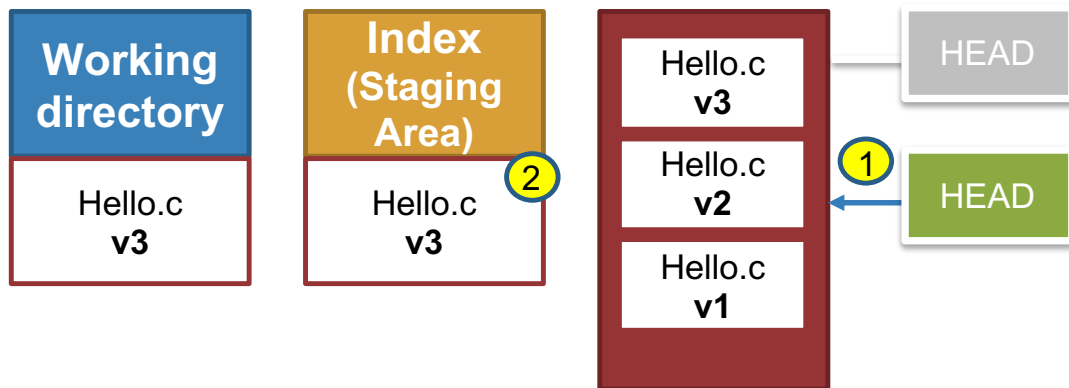 Working
directory
Hello.c
v3
Index
(Staging
Area)
2
Hello.c
v3
Hello.c
v3
Hello.c
v2
Hello.c
v1
HEAD
1
HEAD